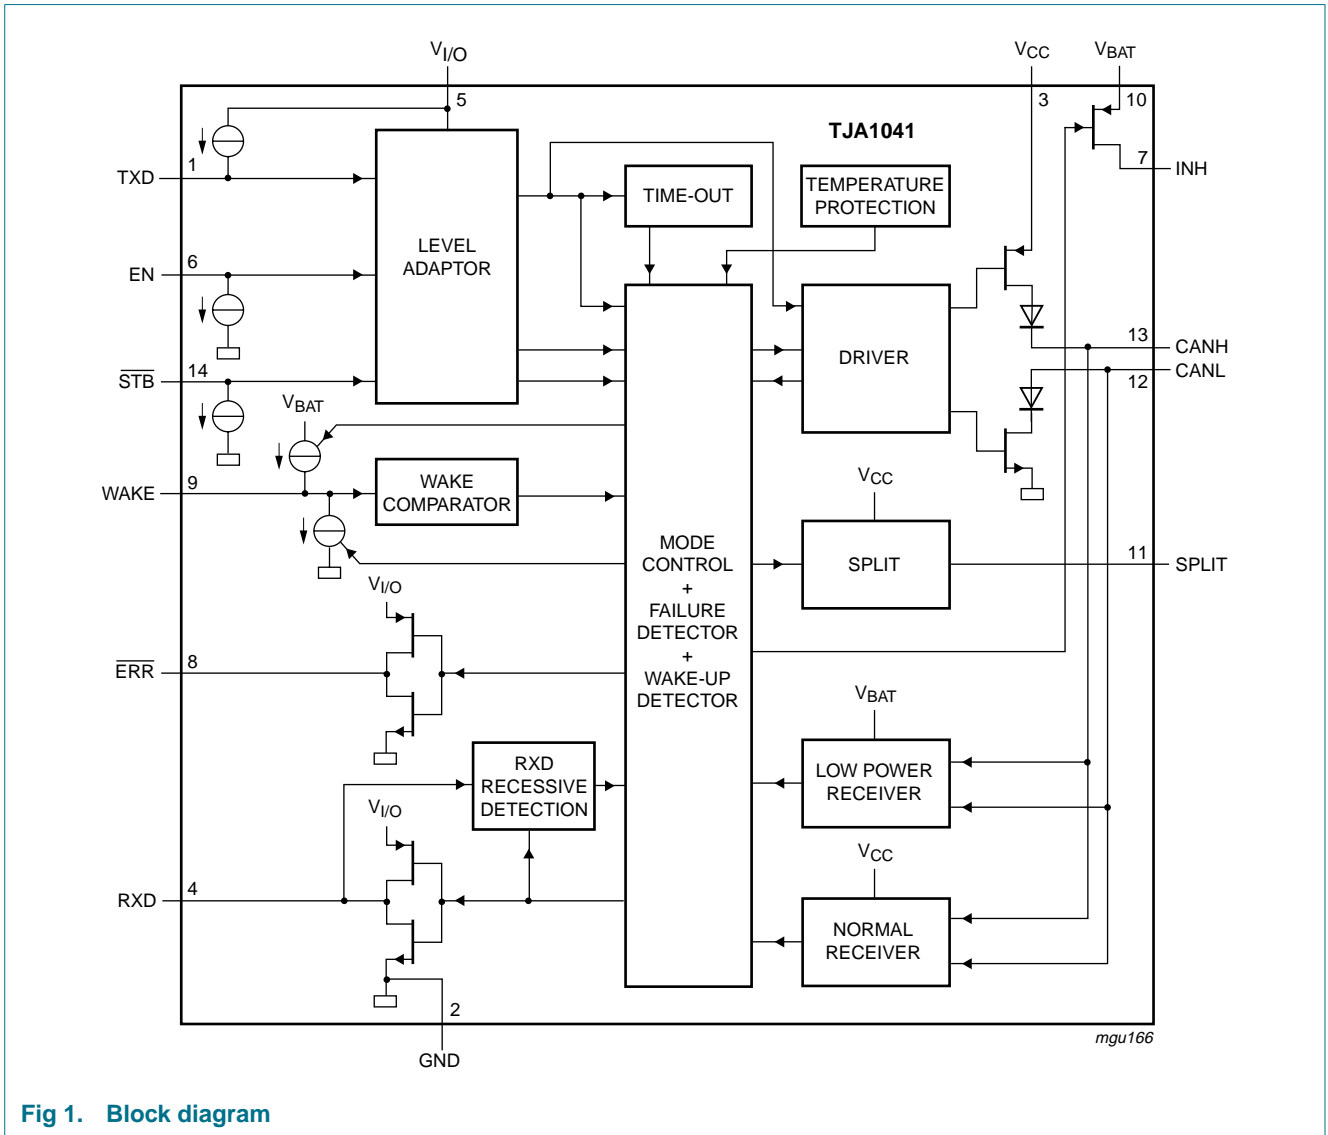 VI/O
VCC
VBAT
5
3
10
TJA1041
1
TXD
7
INH
TIME-OUT
TEMPERATURE
PROTECTION
LEVEL
ADAPTOR
6
EN
13
CANH
DRIVER
14
STB
CANL
12
VBAT
9
WAKE
WAKE
COMPARATOR
VCC
MODE
CONTROL
+
FAILURE
DETECTOR
+
WAKE-UP
DETECTOR
SPLIT
11
SPLIT
VI/O
8
ERR
VBAT
RXD
RECESSIVE
DETECTION
LOW POWER
RECEIVER
VI/O
VCC
4
RXD
NORMAL
RECEIVER
2
GND
mgu166
Fig 1. Block diagram